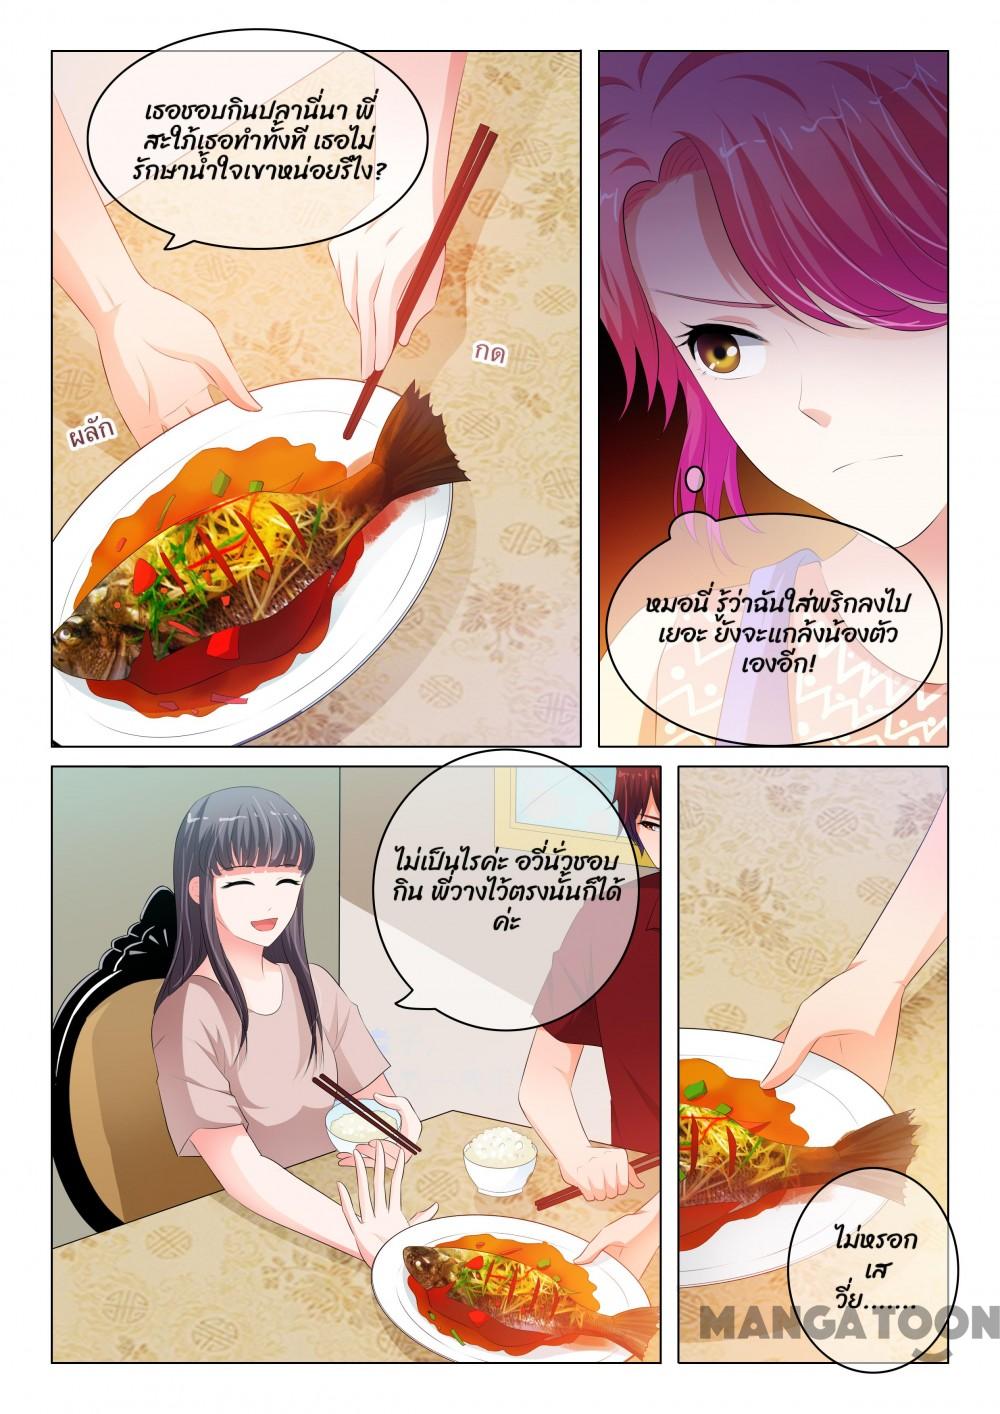 เธอชอบกินปลานี่นา พี่
สะใภ้เธอทำทั้งที เธอไม่
รักษาน้ำใจเขาหน่อยรึไง?
กด
ผลัก
หมอนี่ รู้ว่าฉันใส่พริกลงไป
เยอะ ยังจะแกล้งน้องตัว
เองอีก!
ไม่เป็นไรค่ะ อวี่นั่วชอบ
กิน พี่วางไว้ตรงนั้นก็ได้
ค่ะ
ไม่หรอก
เส
วี่ย.......
MANGATOON